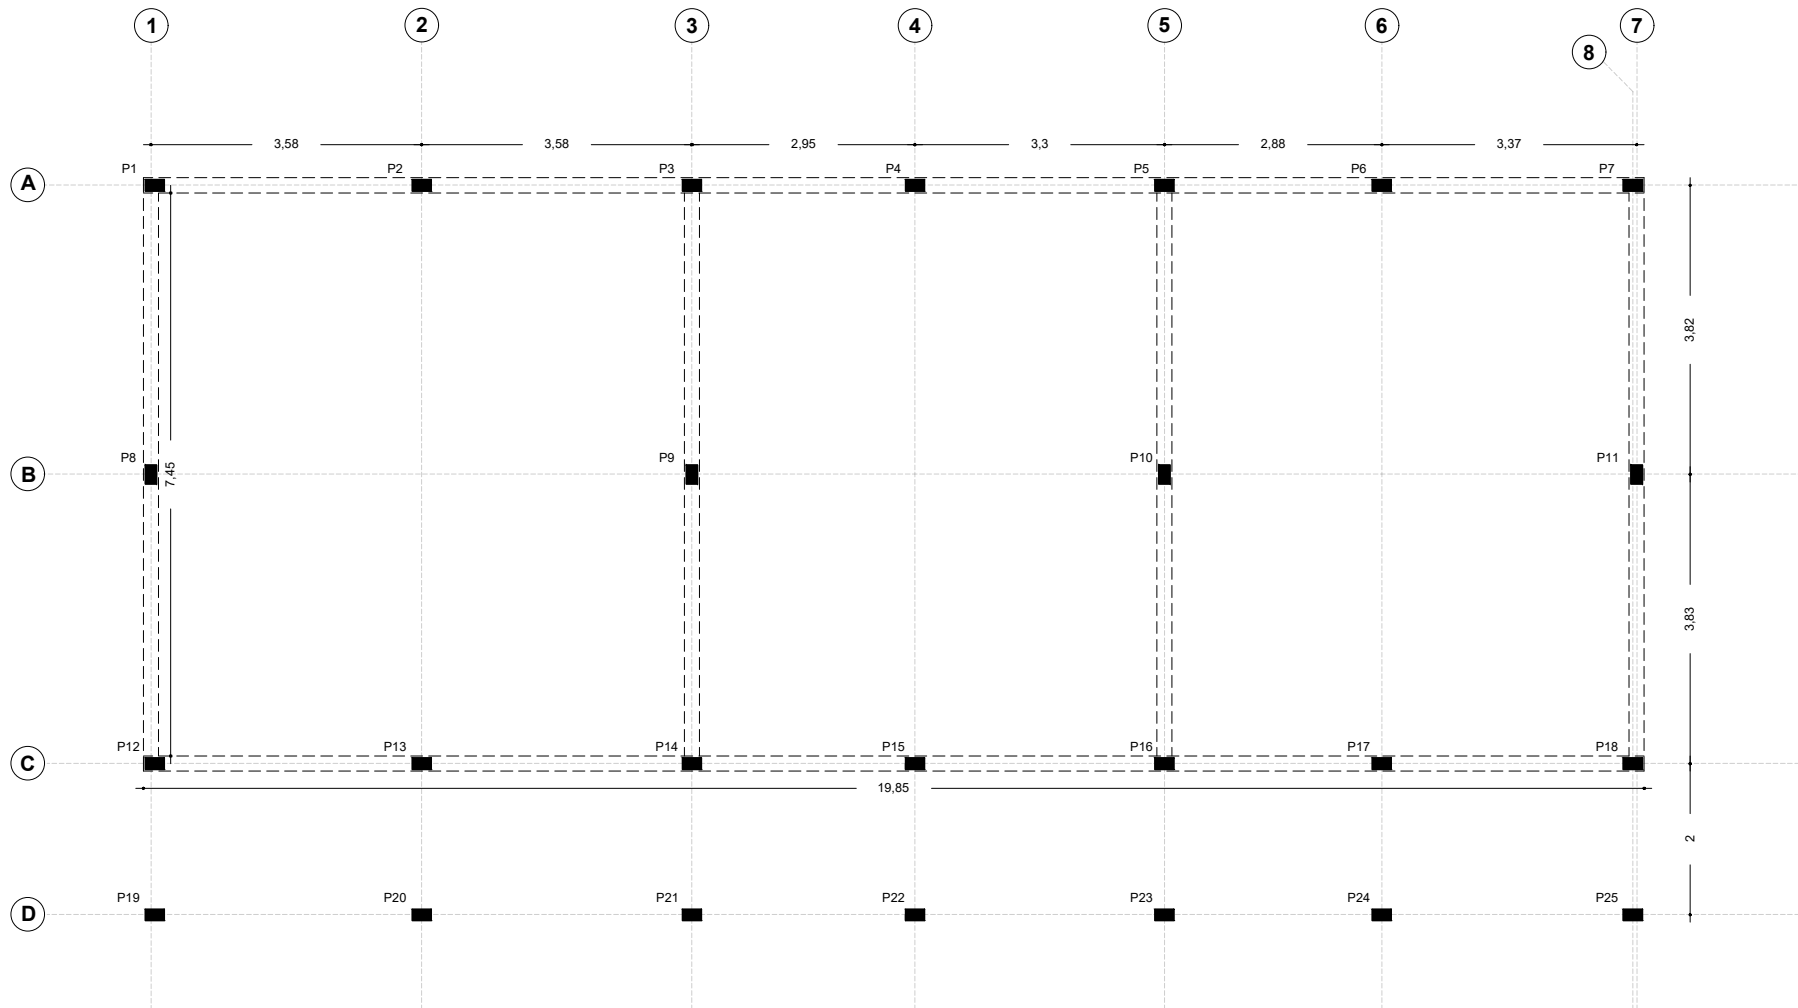 1 2 3 4 5 6 7
8
3,58 3,58 2,95 3,3 2,88 3,37
P1 P2 P3 P4 P5 P6 P7
A
3,82
P8 P9 P10 P11
B
7,45
3,83
P12 P13 P14 P15 P16 P17 P18
C
19,85
2
P19 P20 P21 P22 P23 P24 P25
D